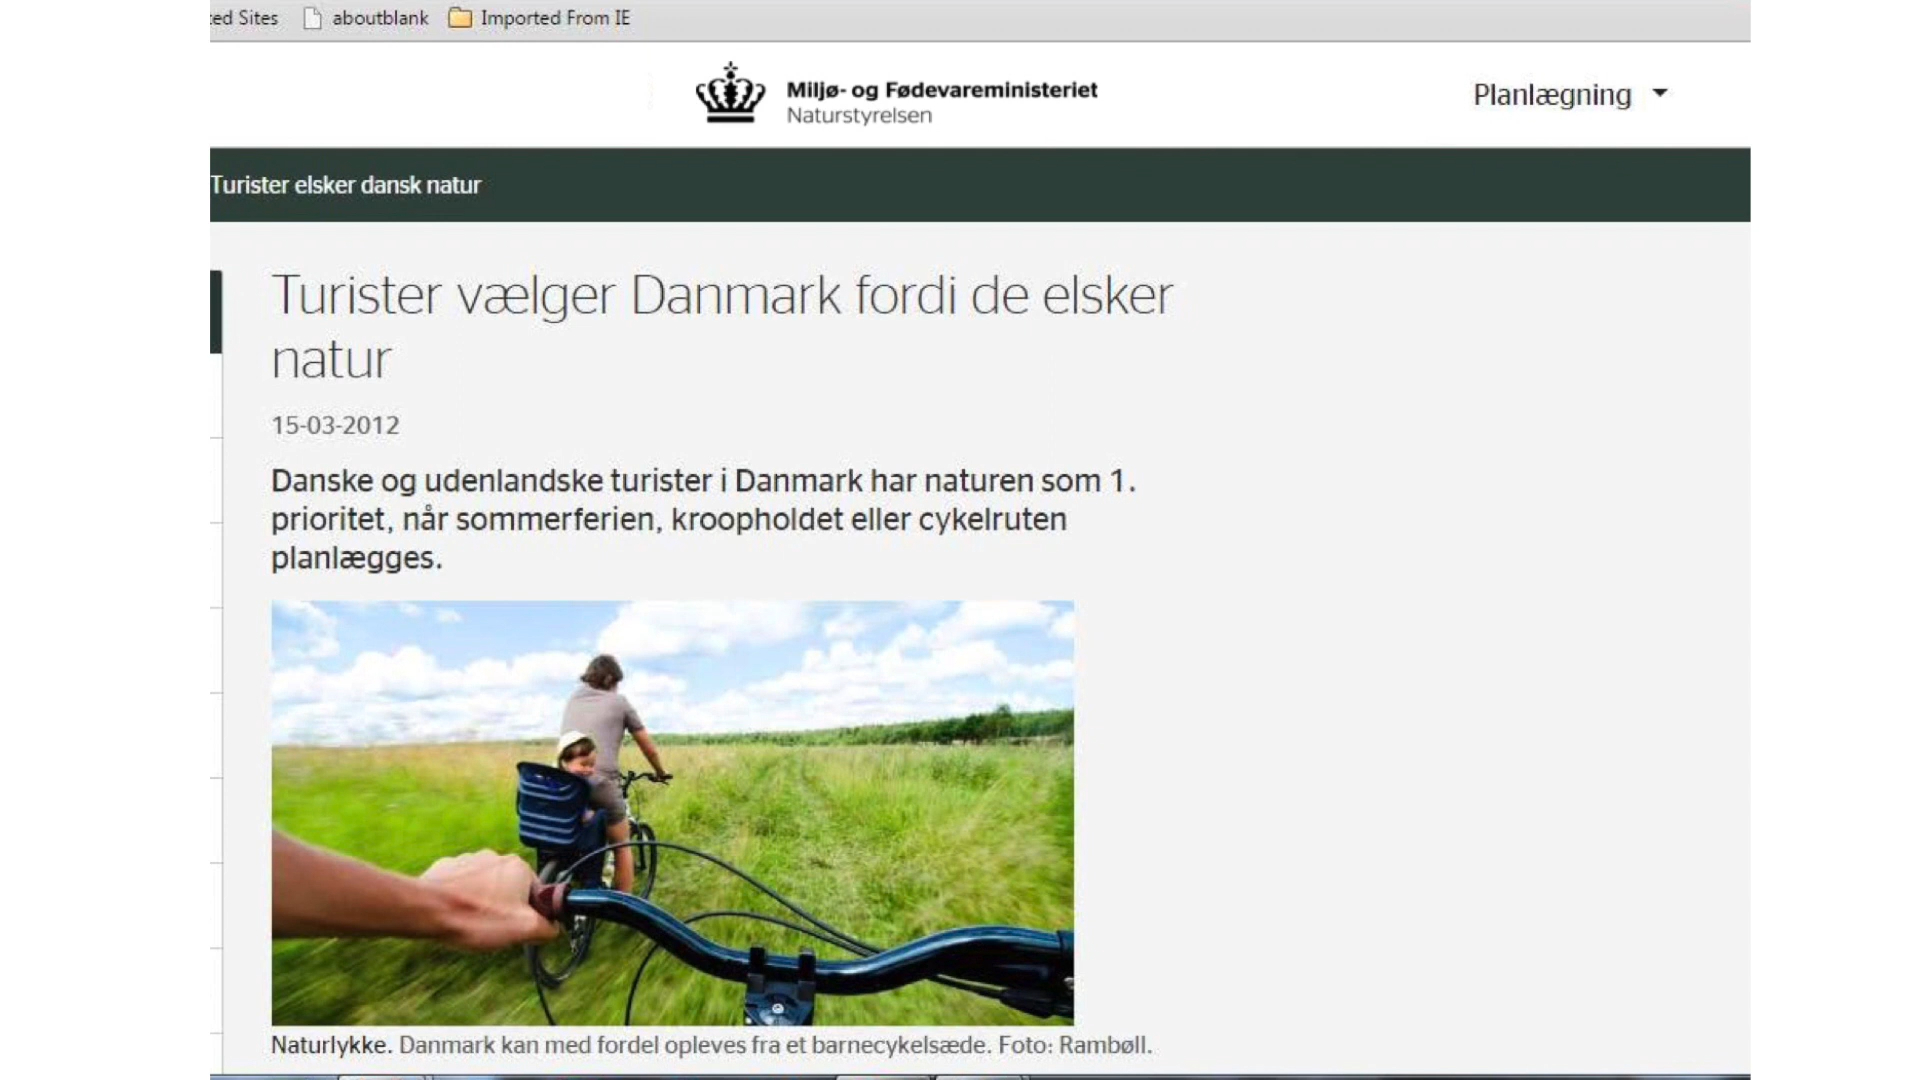 Sites aboutblank Imported From IE
Miljø- og Fødevareministeriet
Naturstyrelsen
Planlægning
Turister elsker dansk natur
Turister vælger Danmark fordi de elsker
natur
15-03-2012
Danske og udenlandske turister i Danmark har naturen som 1.
prioritet, når sommerferien, kroopholdet eller cykelruten
planlægges.
Naturlykke. Danmark kan med fordel opleves fra et barnecykelsæde. Foto: Rambøll.